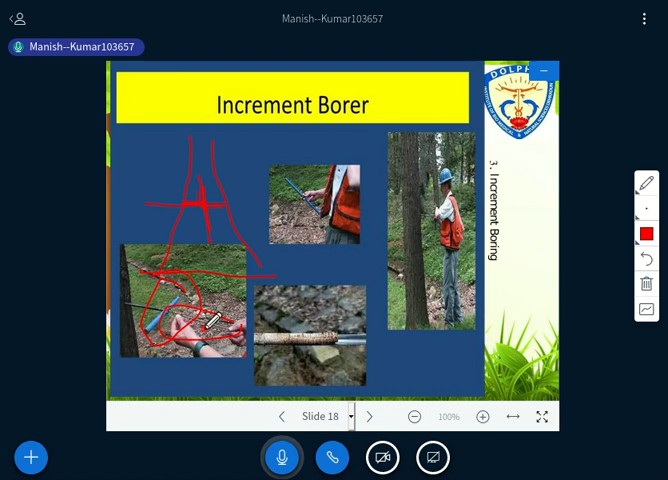 Manish--Kumar103657
Manish--Kumar103657
Increment Borer
DOLPH
3. Increment Boring
Slide 18
100%